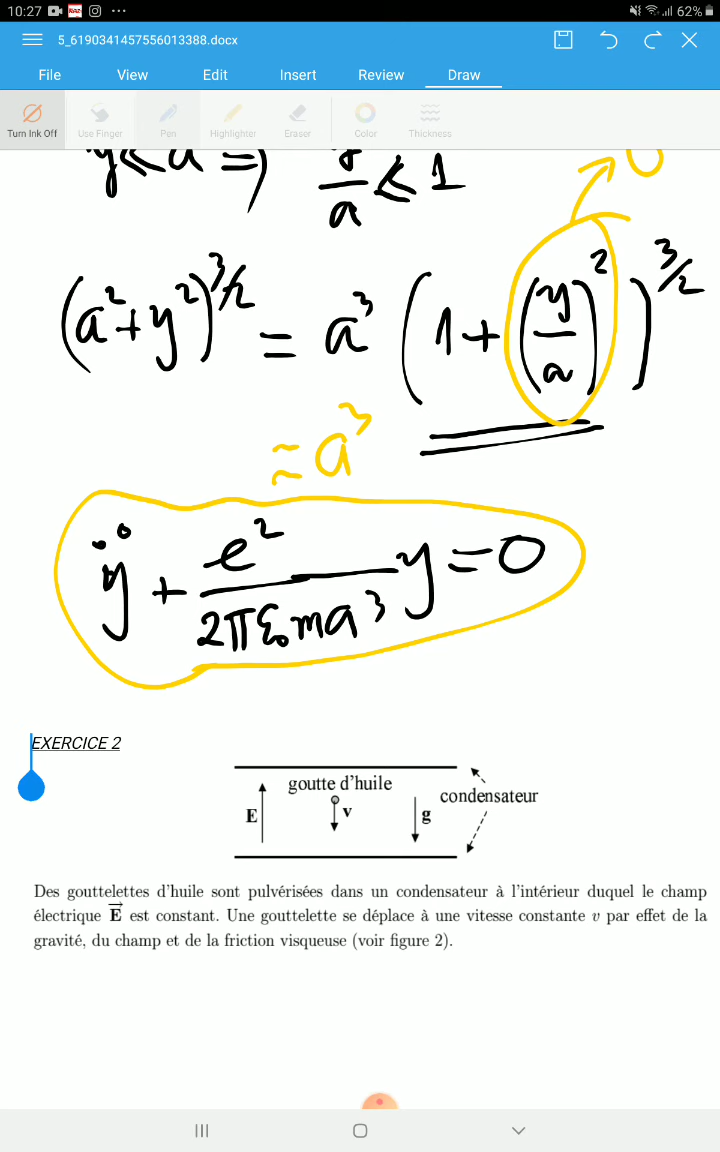 10:27 62%
5_6190341457556013388.docx
File View Edit Insert Review Draw
Turn Ink Off Use Finger Pen Highlighter Eraser Color Thickness
y ≪ a ⇒ y/a ≪ 1
0
(a² + y²)^3/2 = a³ (1 + (y/a)²)^3/2
≈ a³
ÿ + e²/2πε₀ma³ y = 0
EXERCICE 2
goutte d'huile
condensateur
E v g
Des gouttelettes d'huile sont pulvérisées dans un condensateur à l'intérieur duquel le champ
électrique E⃗ est constant. Une gouttelette se déplace à une vitesse constante v par effet de la
gravité, du champ et de la friction visqueuse (voir figure 2).